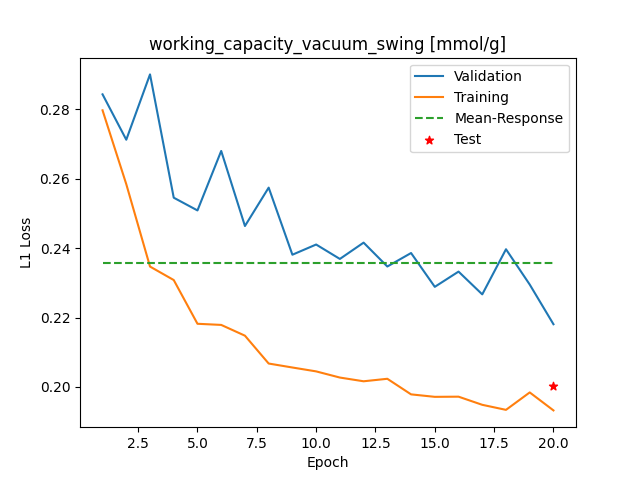 working_capacity_vacuum_swing [mmol/g]
Validation
Training
Mean-Response
Test
L1 Loss
0.28
0.26
0.24
0.22
0.20
2.5 5.0 7.5 10.0 12.5 15.0 17.5 20.0
Epoch